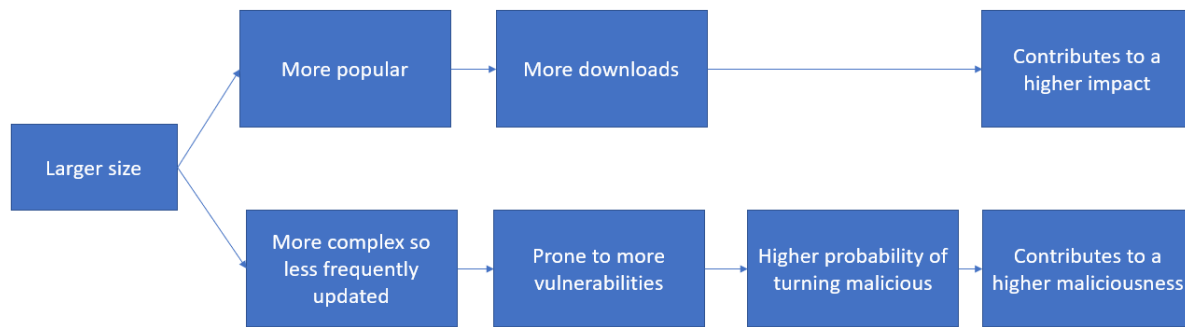 More popular
More downloads
Contributes to a
higher impact
Larger size
More complex so
less frequently
updated
Prone to more
vulnerabilities
Higher probability of
turning malicious
Contributes to a
higher maliciousness